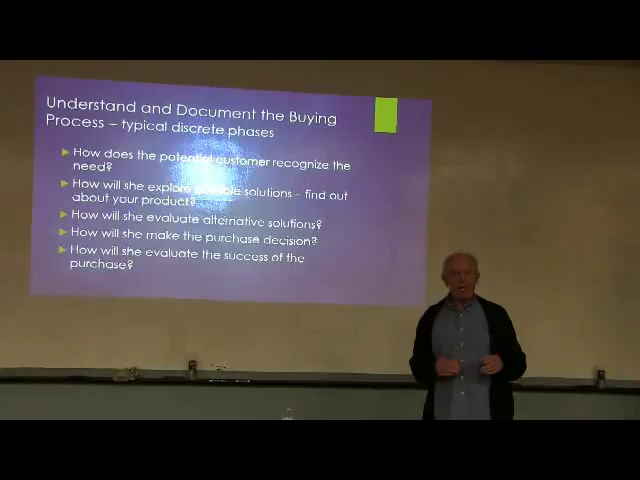 Understand and Document the Buying
Process – typical discrete phases
How does the potential customer recognize the
need?
How will she explore possible solutions – find out
about your product?
How will she evaluate alternative solutions?
How will she make the purchase decision?
How will she evaluate the success of the
purchase?